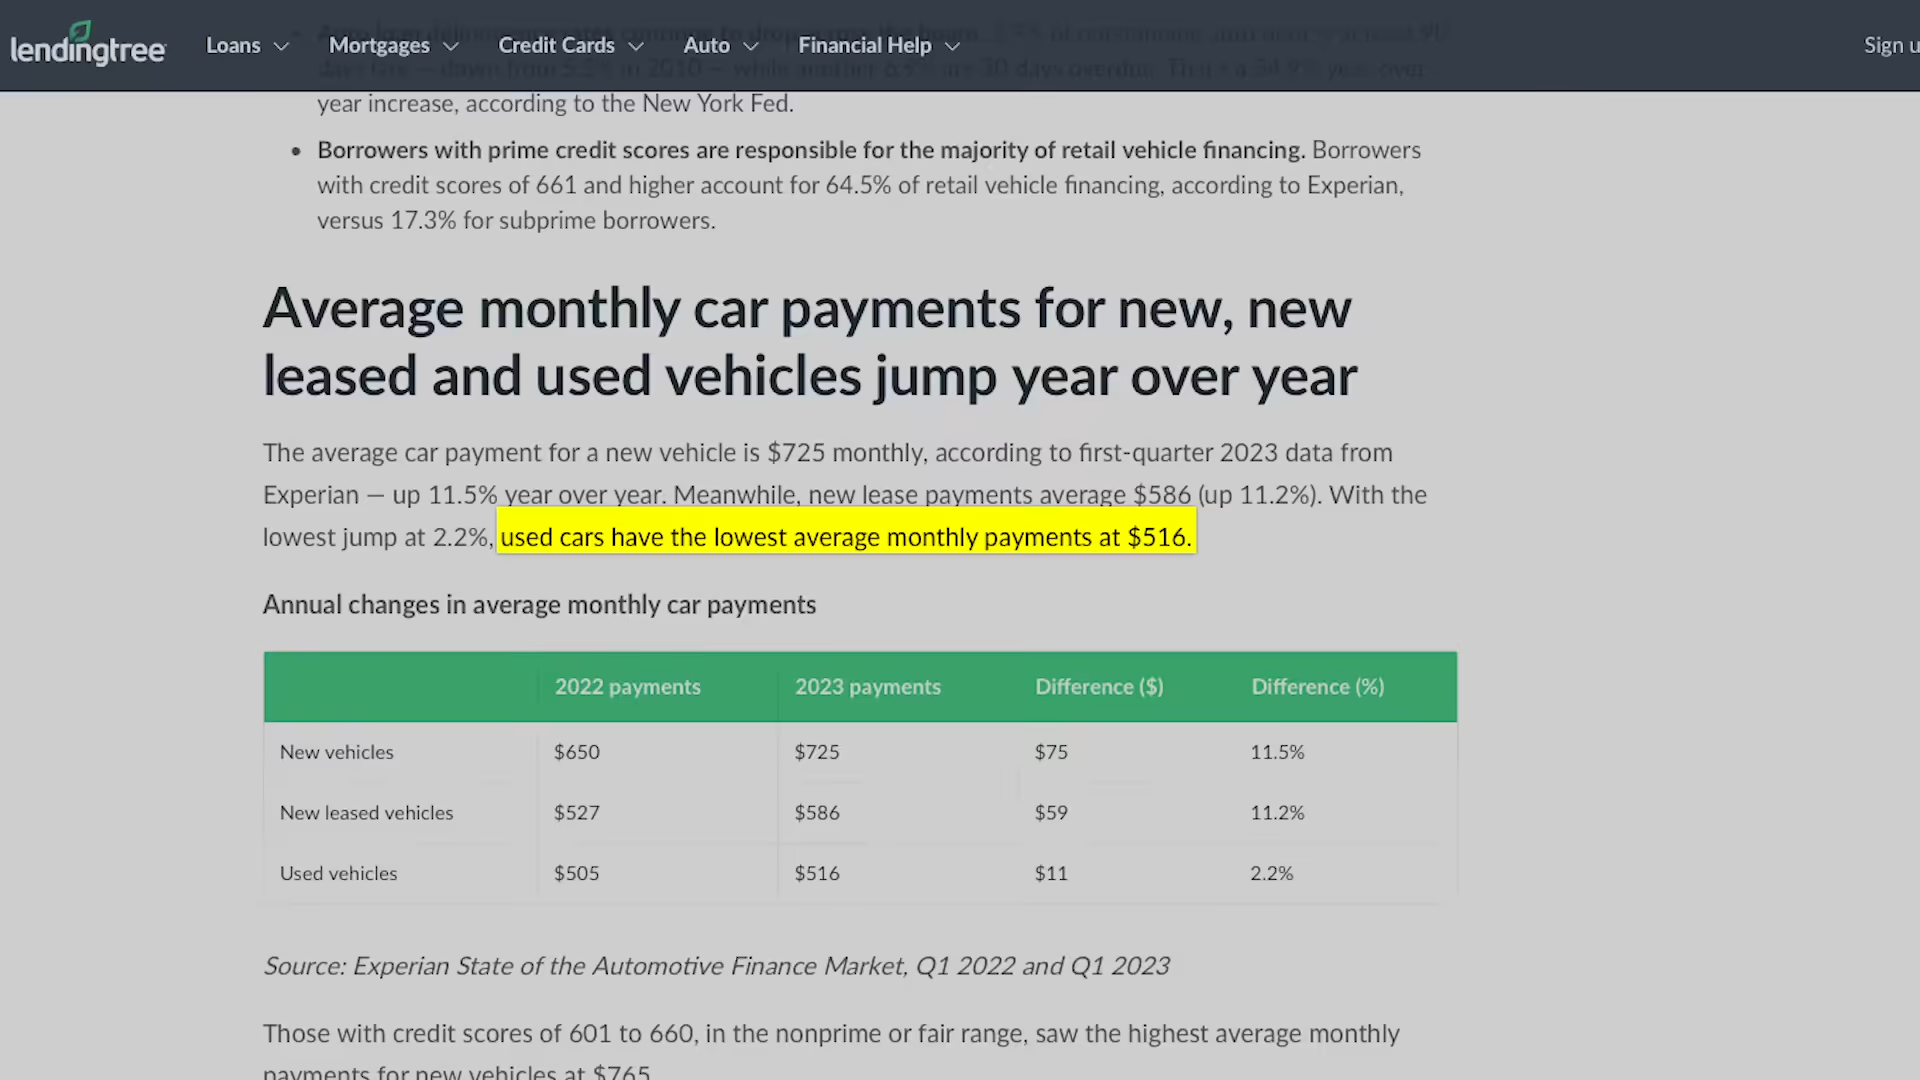 lendingtree
Loans
Mortgages
Credit Cards
Auto
Financial Help
Sign u
year increase, according to the New York Fed.
• Borrowers with prime credit scores are responsible for the majority of retail vehicle financing. Borrowers
with credit scores of 661 and higher account for 64.5% of retail vehicle financing, according to Experian,
versus 17.3% for subprime borrowers.
Average monthly car payments for new, new
leased and used vehicles jump year over year
The average car payment for a new vehicle is $725 monthly, according to first-quarter 2023 data from
Experian — up 11.5% year over year. Meanwhile, new lease payments average $586 (up 11.2%). With the
lowest jump at 2.2%, used cars have the lowest average monthly payments at $516.
Annual changes in average monthly car payments
2022 payments 2023 payments Difference ($) Difference (%)
New vehicles $650 $725 $75 11.5%
New leased vehicles $527 $586 $59 11.2%
Used vehicles $505 $516 $11 2.2%
Source: Experian State of the Automotive Finance Market, Q1 2022 and Q1 2023
Those with credit scores of 601 to 660, in the nonprime or fair range, saw the highest average monthly
payments for new vehicles at $765.